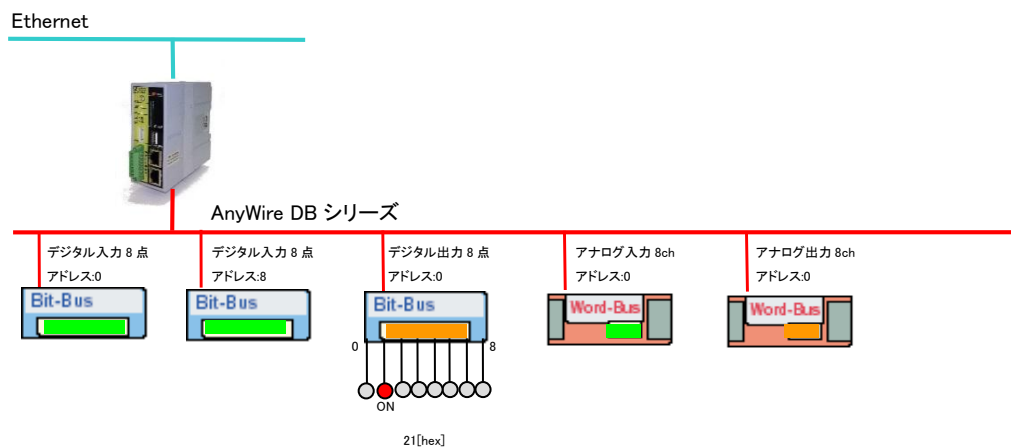 Ethernet
AnyWire DB シリーズ
デジタル入力 8 点
アドレス:0
Bit-Bus
デジタル入力 8 点
アドレス:8
Bit-Bus
デジタル出力 8 点
アドレス:0
Bit-Bus
0
8
ON
21[hex]
アナログ入力 8ch
アドレス:0
Word-Bus
アナログ出力 8ch
アドレス:0
Word-Bus